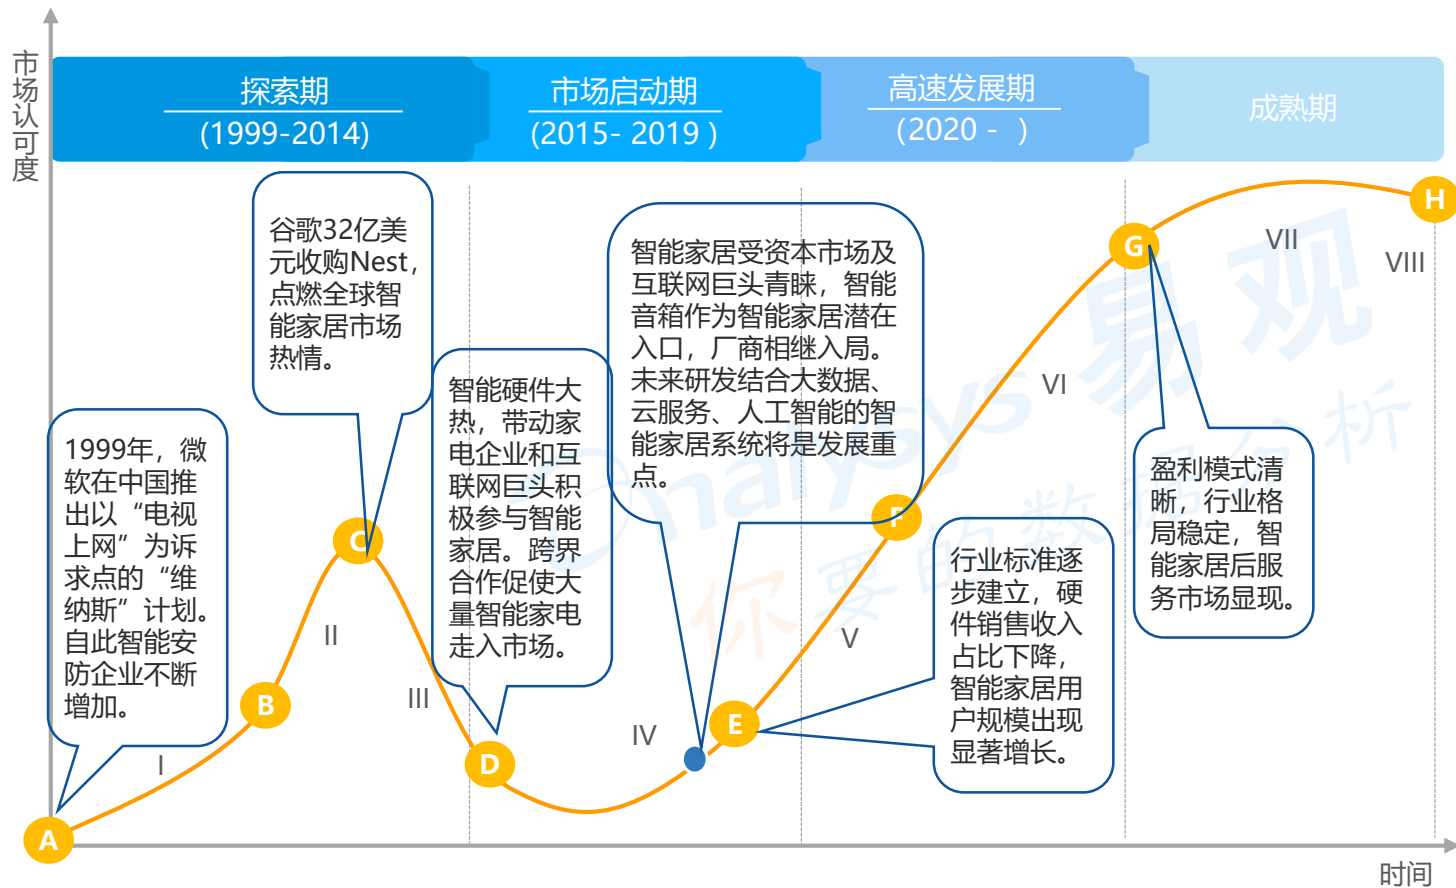 市场认可度
探索期
(1999-2014)
市场启动期
(2015- 2019 )
高速发展期
(2020 -  )
成熟期
谷歌32亿美
元收购Nest,
点燃全球智
能家居市场
热情。
智能家居受资本市场及
互联网巨头青睐，智能
音箱作为智能家居潜在
入口，厂商相继入局。
未来研发结合大数据、
云服务、人工智能的智
能家居系统将是发展重
点。
智能硬件大
热，带动家
电企业和互
联网巨头积
极参与智能
家居。跨界
合作促使大
量智能家电
走入市场。
1999年，微
软在中国推
出以“电视
上网”为诉
求点的“维
纳斯”计划。
自此智能安
防企业不断
增加。
行业标准逐
步建立，硬
件销售收入
占比下降，
智能家居用
户规模出现
显著增长。
盈利模式清
晰，行业格
局稳定，智
能家居后服
务市场显现。
A
B
C
D
E
F
G
H
I
II
III
IV
V
VI
VII
VIII
时间
analysys 易观
你要的数据分析